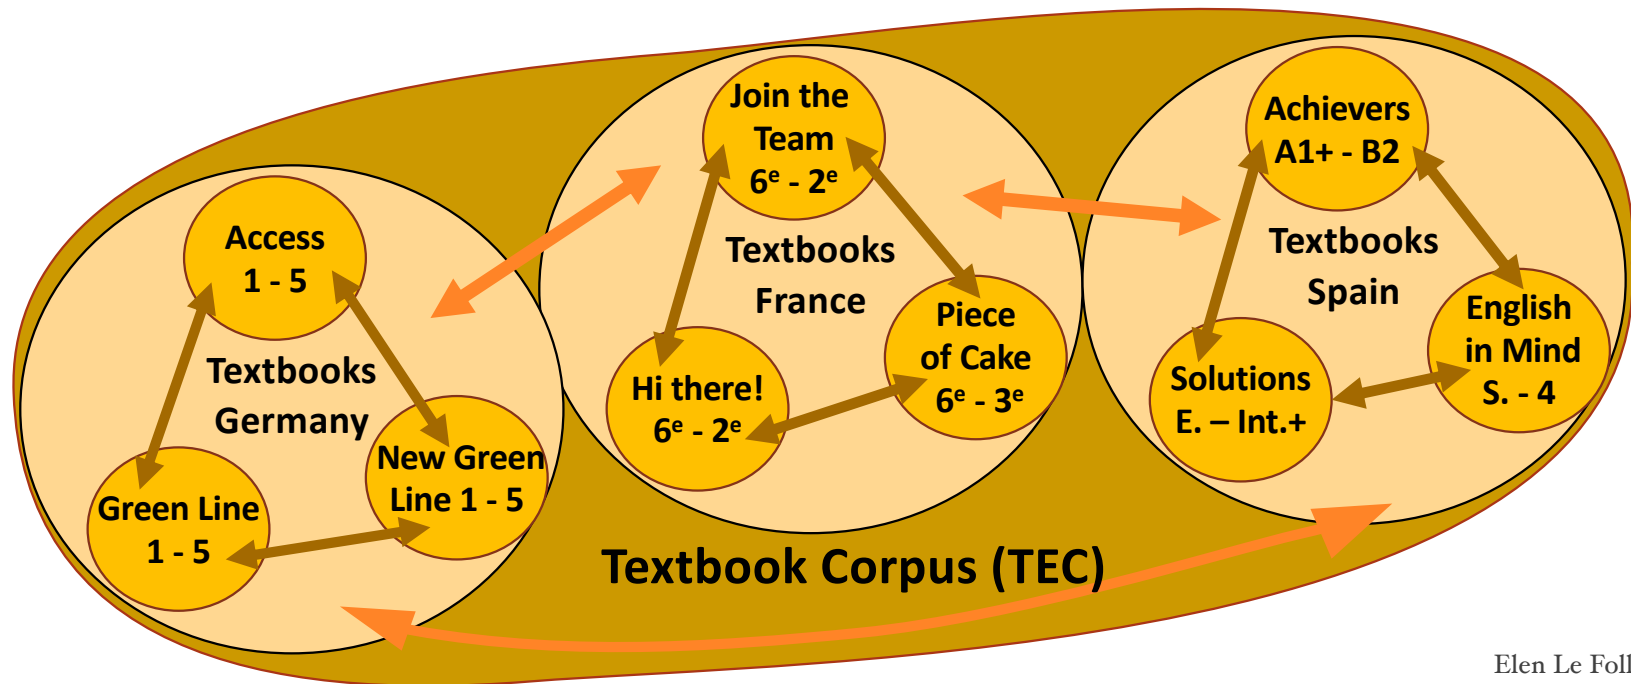 Access
1 - 5
Textbooks
Germany
Green Line
1 - 5
New Green
Line 1 - 5
Join the
Team
6ᵉ - 2ᵉ
Textbooks
France
Hi there!
6ᵉ - 2ᵉ
Piece
of Cake
6ᵉ - 3ᵉ
Achievers
A1+ - B2
Textbooks
Spain
Solutions
E. – Int.+
English
in Mind
S. - 4
Textbook Corpus (TEC)
Elen Le Foll